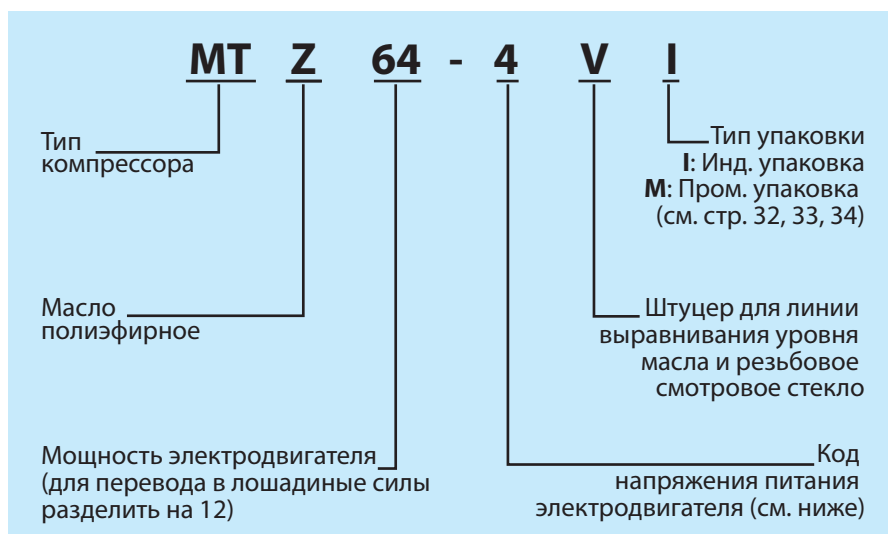 MT Z 64 - 4 V I
Тип
компрессора
Тип упаковки
I: Инд. упаковка
M: Пром. упаковка
(см. стр. 32, 33, 34)
Масло
полиэфирное
Штуцер для линии
выравнивания уровня
масла и резьбовое
смотровое стекло
Мощность электродвигателя
(для перевода в лошадиные силы
разделить на 12)
Код
напряжения питания
электродвигателя (см. ниже)